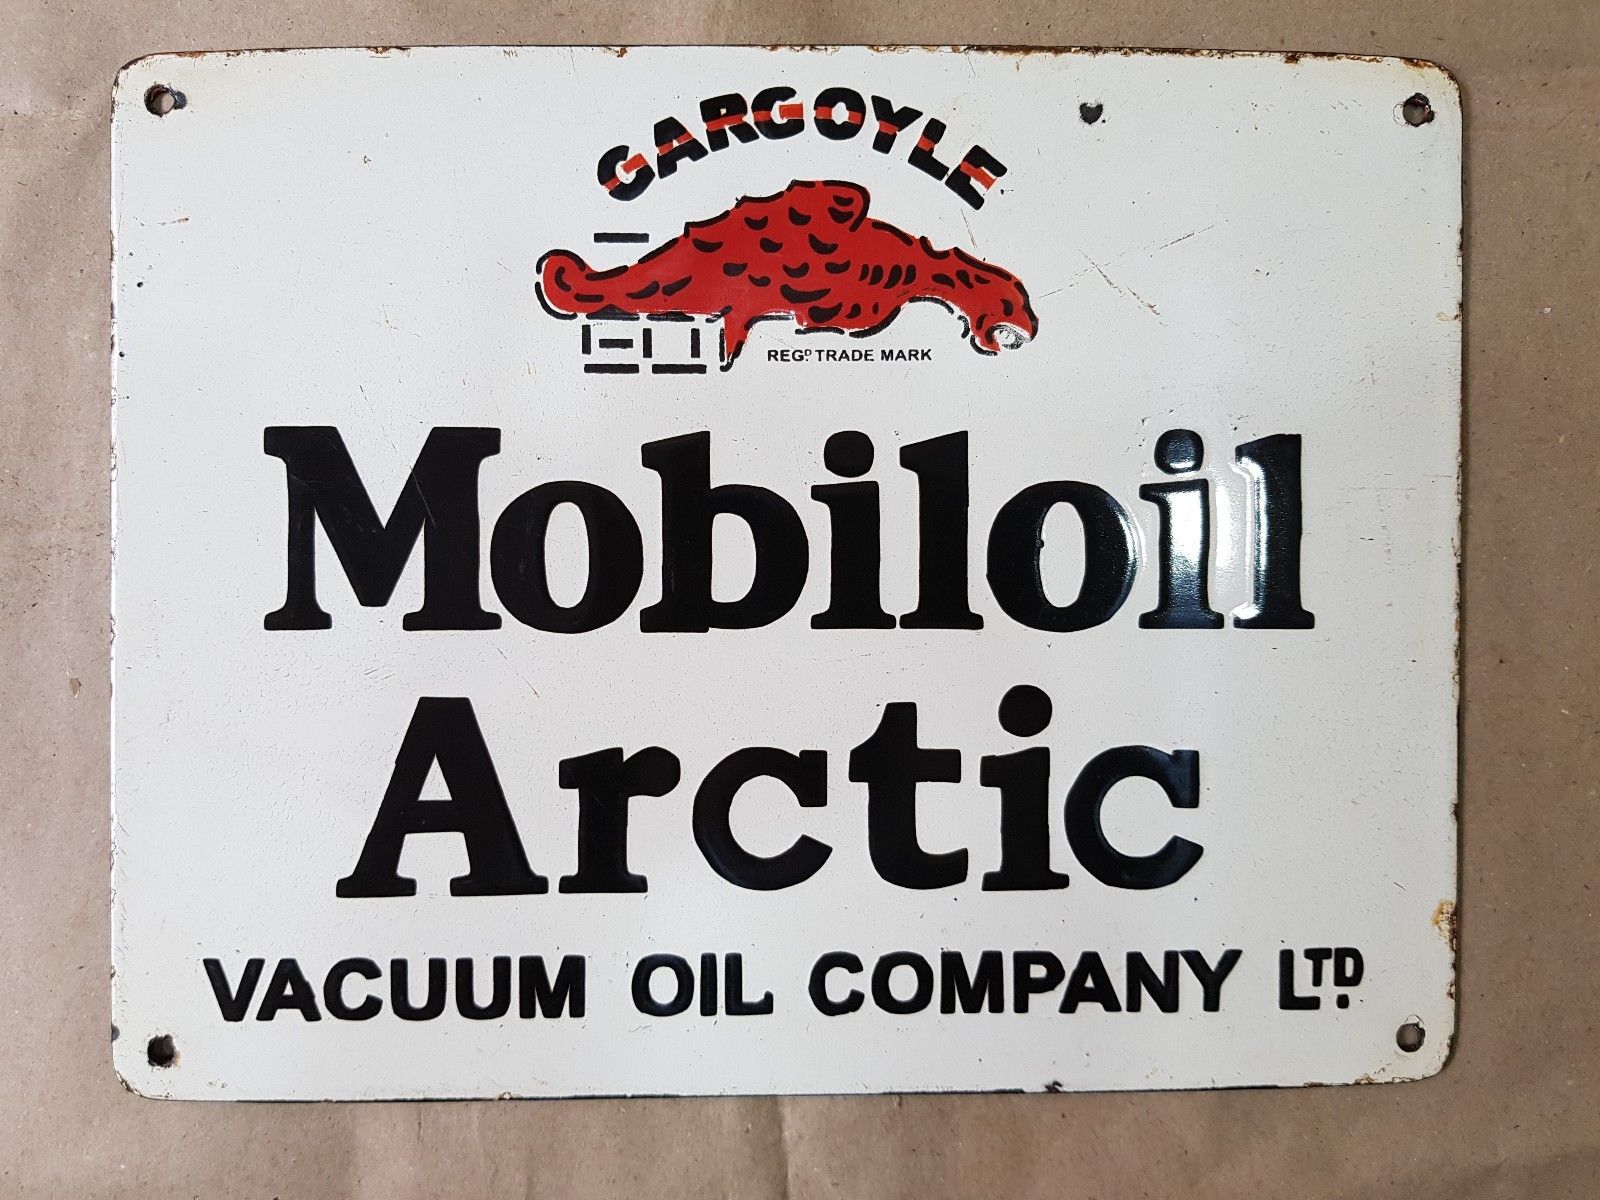 GARGOYLE
REGD. TRADE MARK
Mobiloil
Arctic
VACUUM OIL COMPANY LTD.